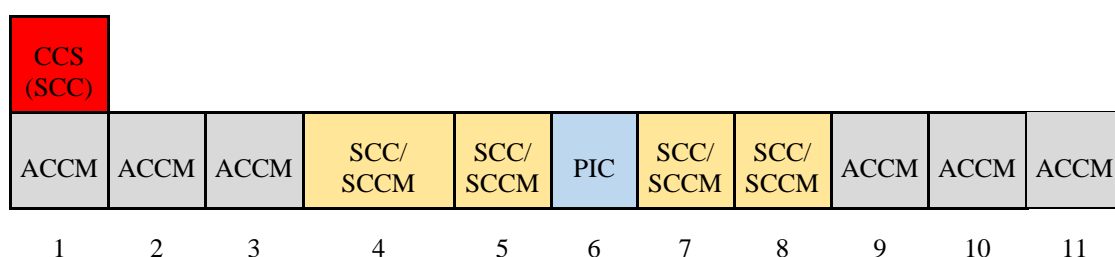 CCS
(SCC)
ACCM ACCM ACCM SCC/ SCC/ PIC SCC/ SCC/ ACCM ACCM ACCM
SCCM SCCM SCCM SCCM
1 2 3 4 5 6 7 8 9 10 11